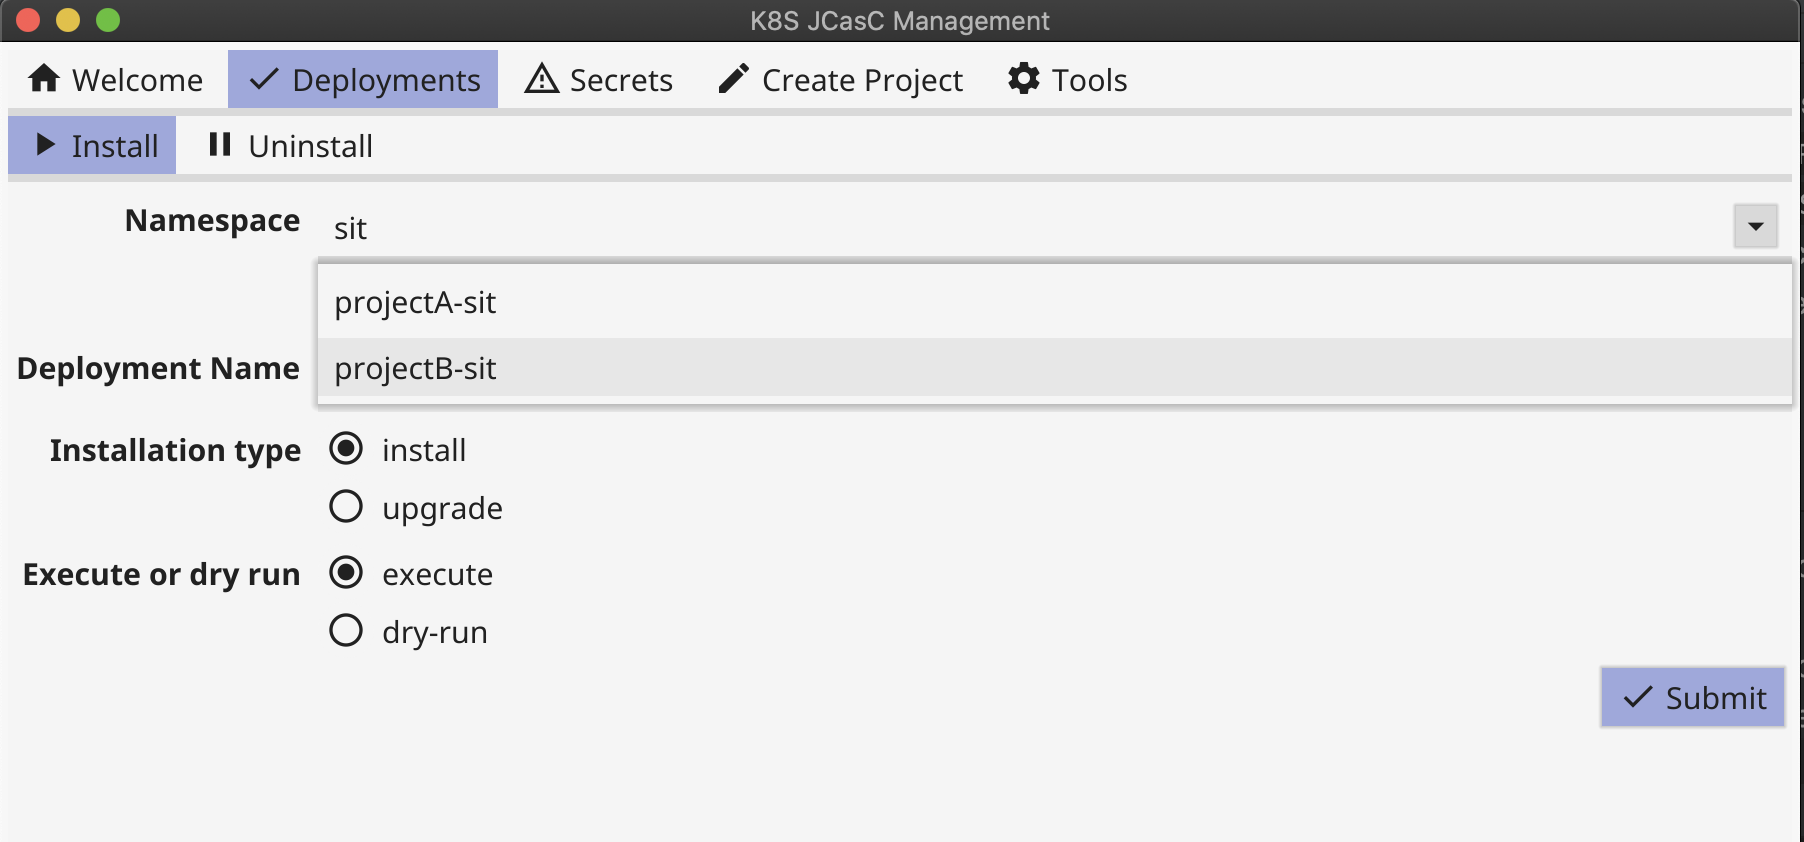 K8S JCasC Management
Welcome Deployments Secrets Create Project Tools
Install Uninstall
Namespace sit
projectA-sit
Deployment Name projectB-sit
Installation type install
upgrade
Execute or dry run execute
dry-run
Submit